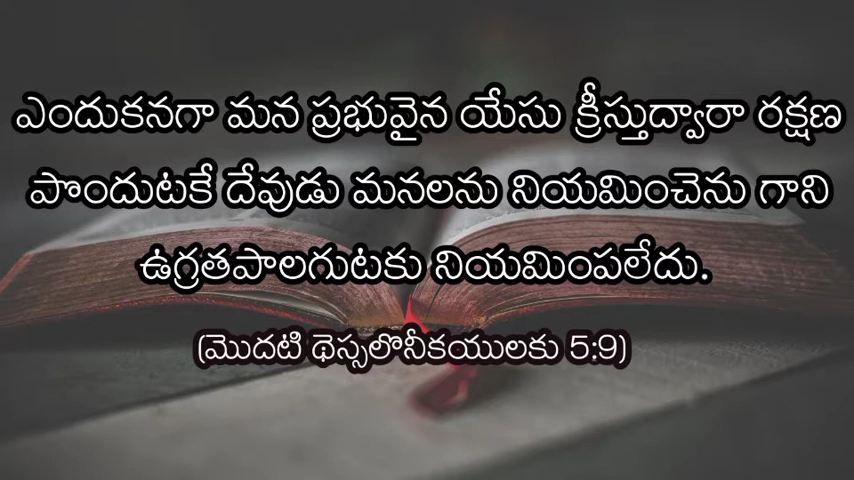 ఎందుకనగా మన ప్రభువైన యేసు క్రీస్తుద్వారా రక్షణ
పొందుటకే దేవుడు మనలను నియమించెను గాని
ఉగ్రతపాలగుటకు నియమింపలేదు.
(మొదటి థెస్సలొనీకయులకు 5:9)